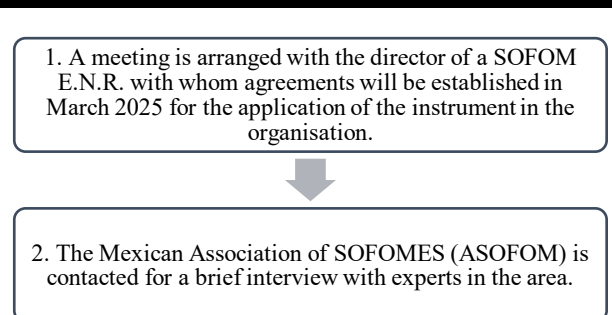 1. A meeting is arranged with the director of a SOFOM
E.N.R. with whom agreements will be established in
March 2025 for the application of the instrument in the
organisation.
2. The Mexican Association of SOFOMES (ASOFOM) is
contacted for a brief interview with experts in the area.